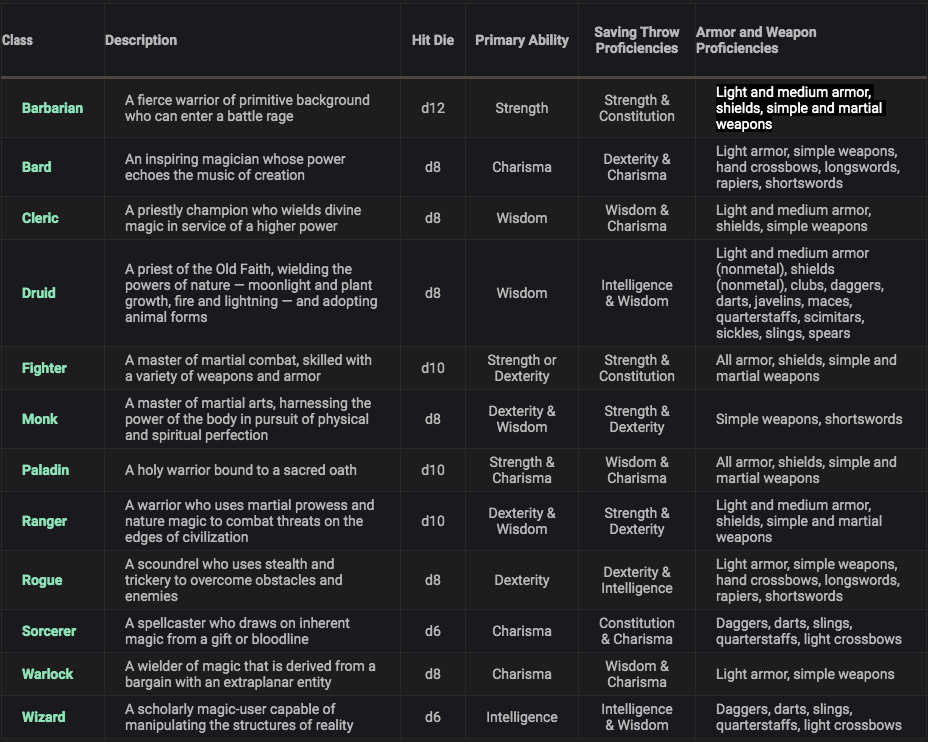 Class
Description
Hit Die
Primary Ability
Saving Throw
Proficiencies
Armor and Weapon
Proficiencies
Barbarian
A fierce warrior of primitive background
who can enter a battle rage
d12
Strength
Strength &
Constitution
Light and medium armor,
shields, simple and martial
weapons
Bard
An inspiring magician whose power
echoes the music of creation
d8
Charisma
Dexterity &
Charisma
Light armor, simple weapons,
hand crossbows, longswords,
rapiers, shortswords
Cleric
A priestly champion who wields divine
magic in service of a higher power
d8
Wisdom
Wisdom &
Charisma
Light and medium armor,
shields, simple weapons
Druid
A priest of the Old Faith, wielding the
powers of nature — moonlight and plant
growth, fire and lightning — and adopting
animal forms
d8
Wisdom
Intelligence
& Wisdom
Light and medium armor
(nonmetal), shields
(nonmetal), clubs, daggers,
darts, javelins, maces,
quarterstaffs, scimitars,
sickles, slings, spears
Fighter
A master of martial combat, skilled with
a variety of weapons and armor
d10
Strength or
Dexterity
Strength &
Constitution
All armor, shields, simple and
martial weapons
Monk
A master of martial arts, harnessing the
power of the body in pursuit of physical
and spiritual perfection
d8
Dexterity &
Wisdom
Strength &
Dexterity
Simple weapons, shortswords
Paladin
A holy warrior bound to a sacred oath
d10
Strength &
Charisma
Wisdom &
Charisma
All armor, shields, simple and
martial weapons
Ranger
A warrior who uses martial prowess and
nature magic to combat threats on the
edges of civilization
d10
Dexterity &
Wisdom
Strength &
Dexterity
Light and medium armor,
shields, simple and martial
weapons
Rogue
A scoundrel who uses stealth and
trickery to overcome obstacles and
enemies
d8
Dexterity
Dexterity &
Intelligence
Light armor, simple weapons,
hand crossbows, longswords,
rapiers, shortswords
Sorcerer
A spellcaster who draws on inherent
magic from a gift or bloodline
d6
Charisma
Constitution
& Charisma
Daggers, darts, slings,
quarterstaffs, light crossbows
Warlock
A wielder of magic that is derived from a
bargain with an extraplanar entity
d8
Charisma
Wisdom &
Charisma
Light armor, simple weapons
Wizard
A scholarly magic-user capable of
manipulating the structures of reality
d6
Intelligence
Intelligence
& Wisdom
Daggers, darts, slings,
quarterstaffs, light crossbows